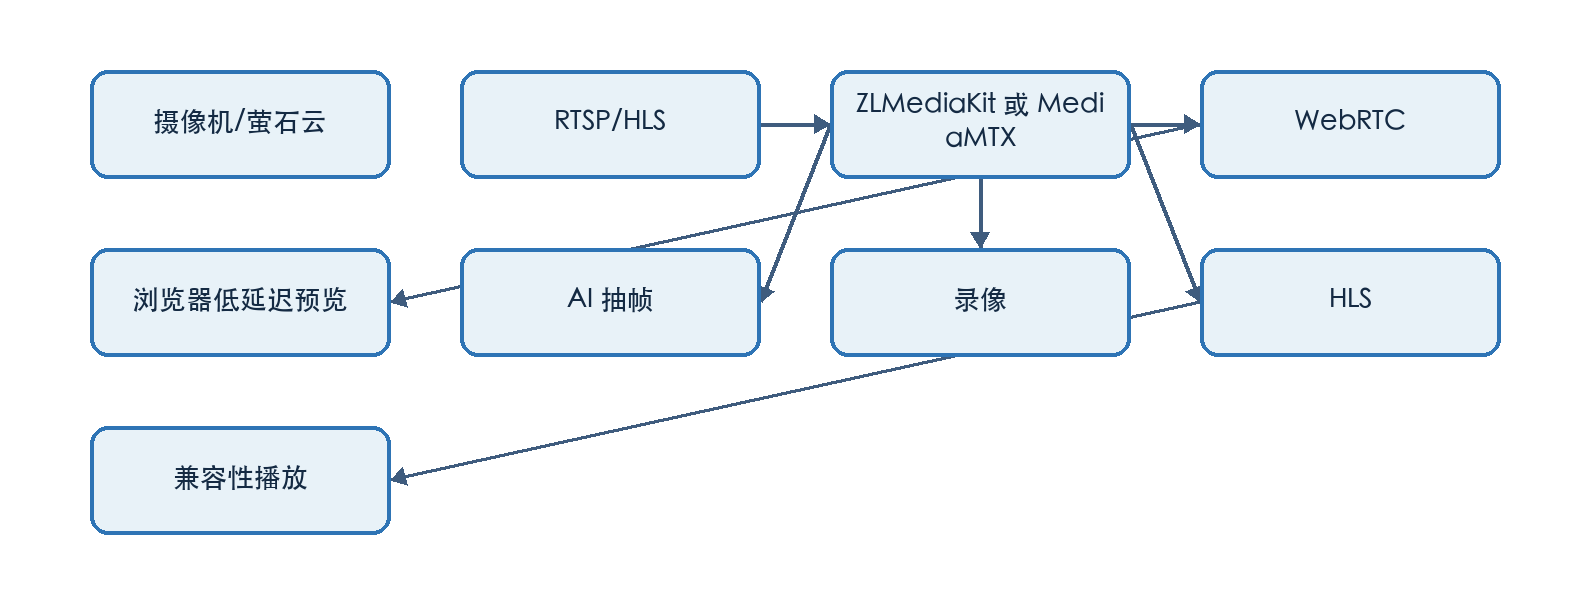 摄像机/萤石云
RTSP/HLS
ZLMediaKit 或 Medi
aMTX
WebRTC
浏览器低延迟预览
AI 抽帧
录像
HLS
兼容性播放